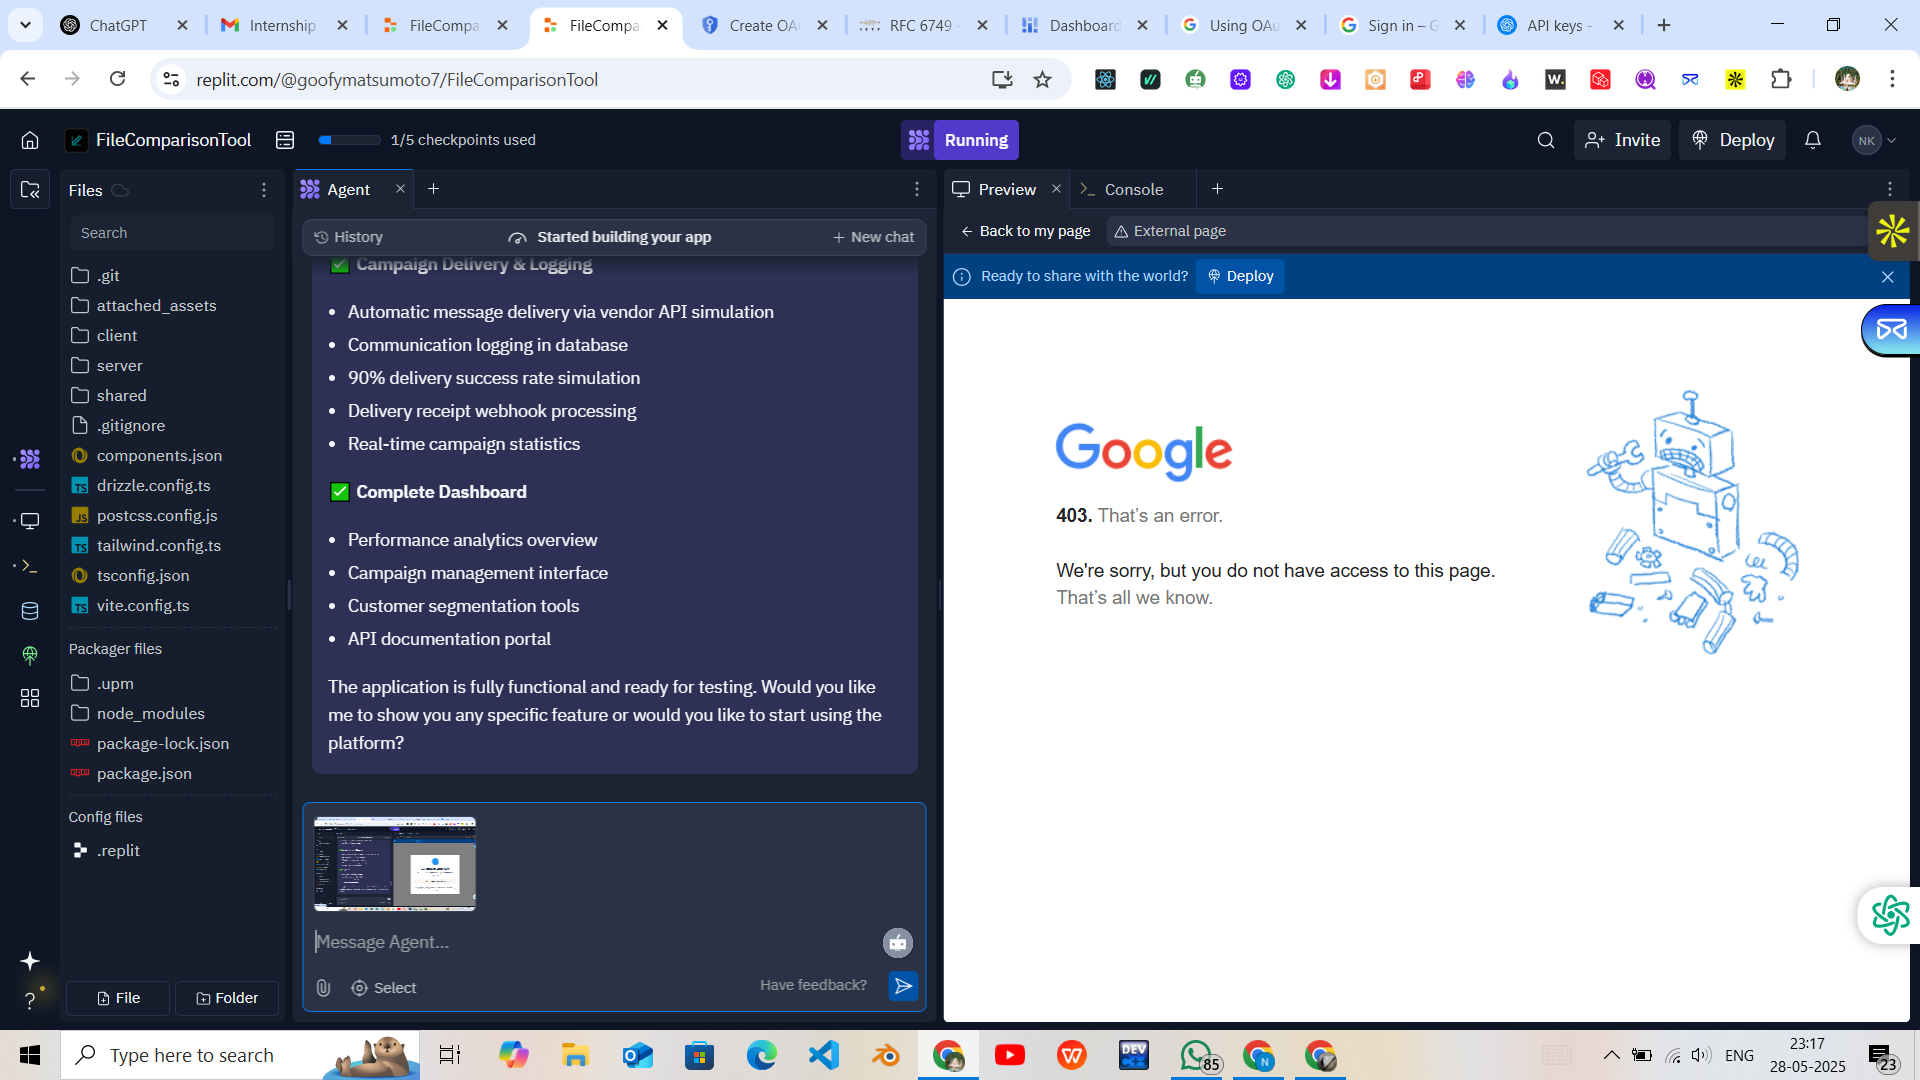 ChatGPT
Internship
FileCompa
FileCompa
Create OAu
RFC 6749 -
Dashboard
Using OAu
Sign in – G
API keys -
replit.com/@goofymatsumoto7/FileComparisonTool
FileComparisonTool
1/5 checkpoints used
Running
Invite
Deploy
NK
Files
Search
.git
attached_assets
client
server
shared
.gitignore
components.json
drizzle.config.ts
postcss.config.js
tailwind.config.ts
tsconfig.json
vite.config.ts
Packager files
.upm
node_modules
package-lock.json
package.json
Config files
.replit
File
Folder
Agent
History
Started building your app
New chat
Campaign Delivery & Logging
• Automatic message delivery via vendor API simulation
• Communication logging in database
• 90% delivery success rate simulation
• Delivery receipt webhook processing
• Real-time campaign statistics
Complete Dashboard
• Performance analytics overview
• Campaign management interface
• Customer segmentation tools
• API documentation portal
The application is fully functional and ready for testing. Would you like
me to show you any specific feature or would you like to start using the
platform?
Message Agent...
Select
Have feedback?
Preview
Console
Back to my page
External page
Ready to share with the world?
Deploy
Google
403. That's an error.
We're sorry, but you do not have access to this page.
That's all we know.
Type here to search
DEV
C++
85
N
ENG
23:17
28-05-2025
23